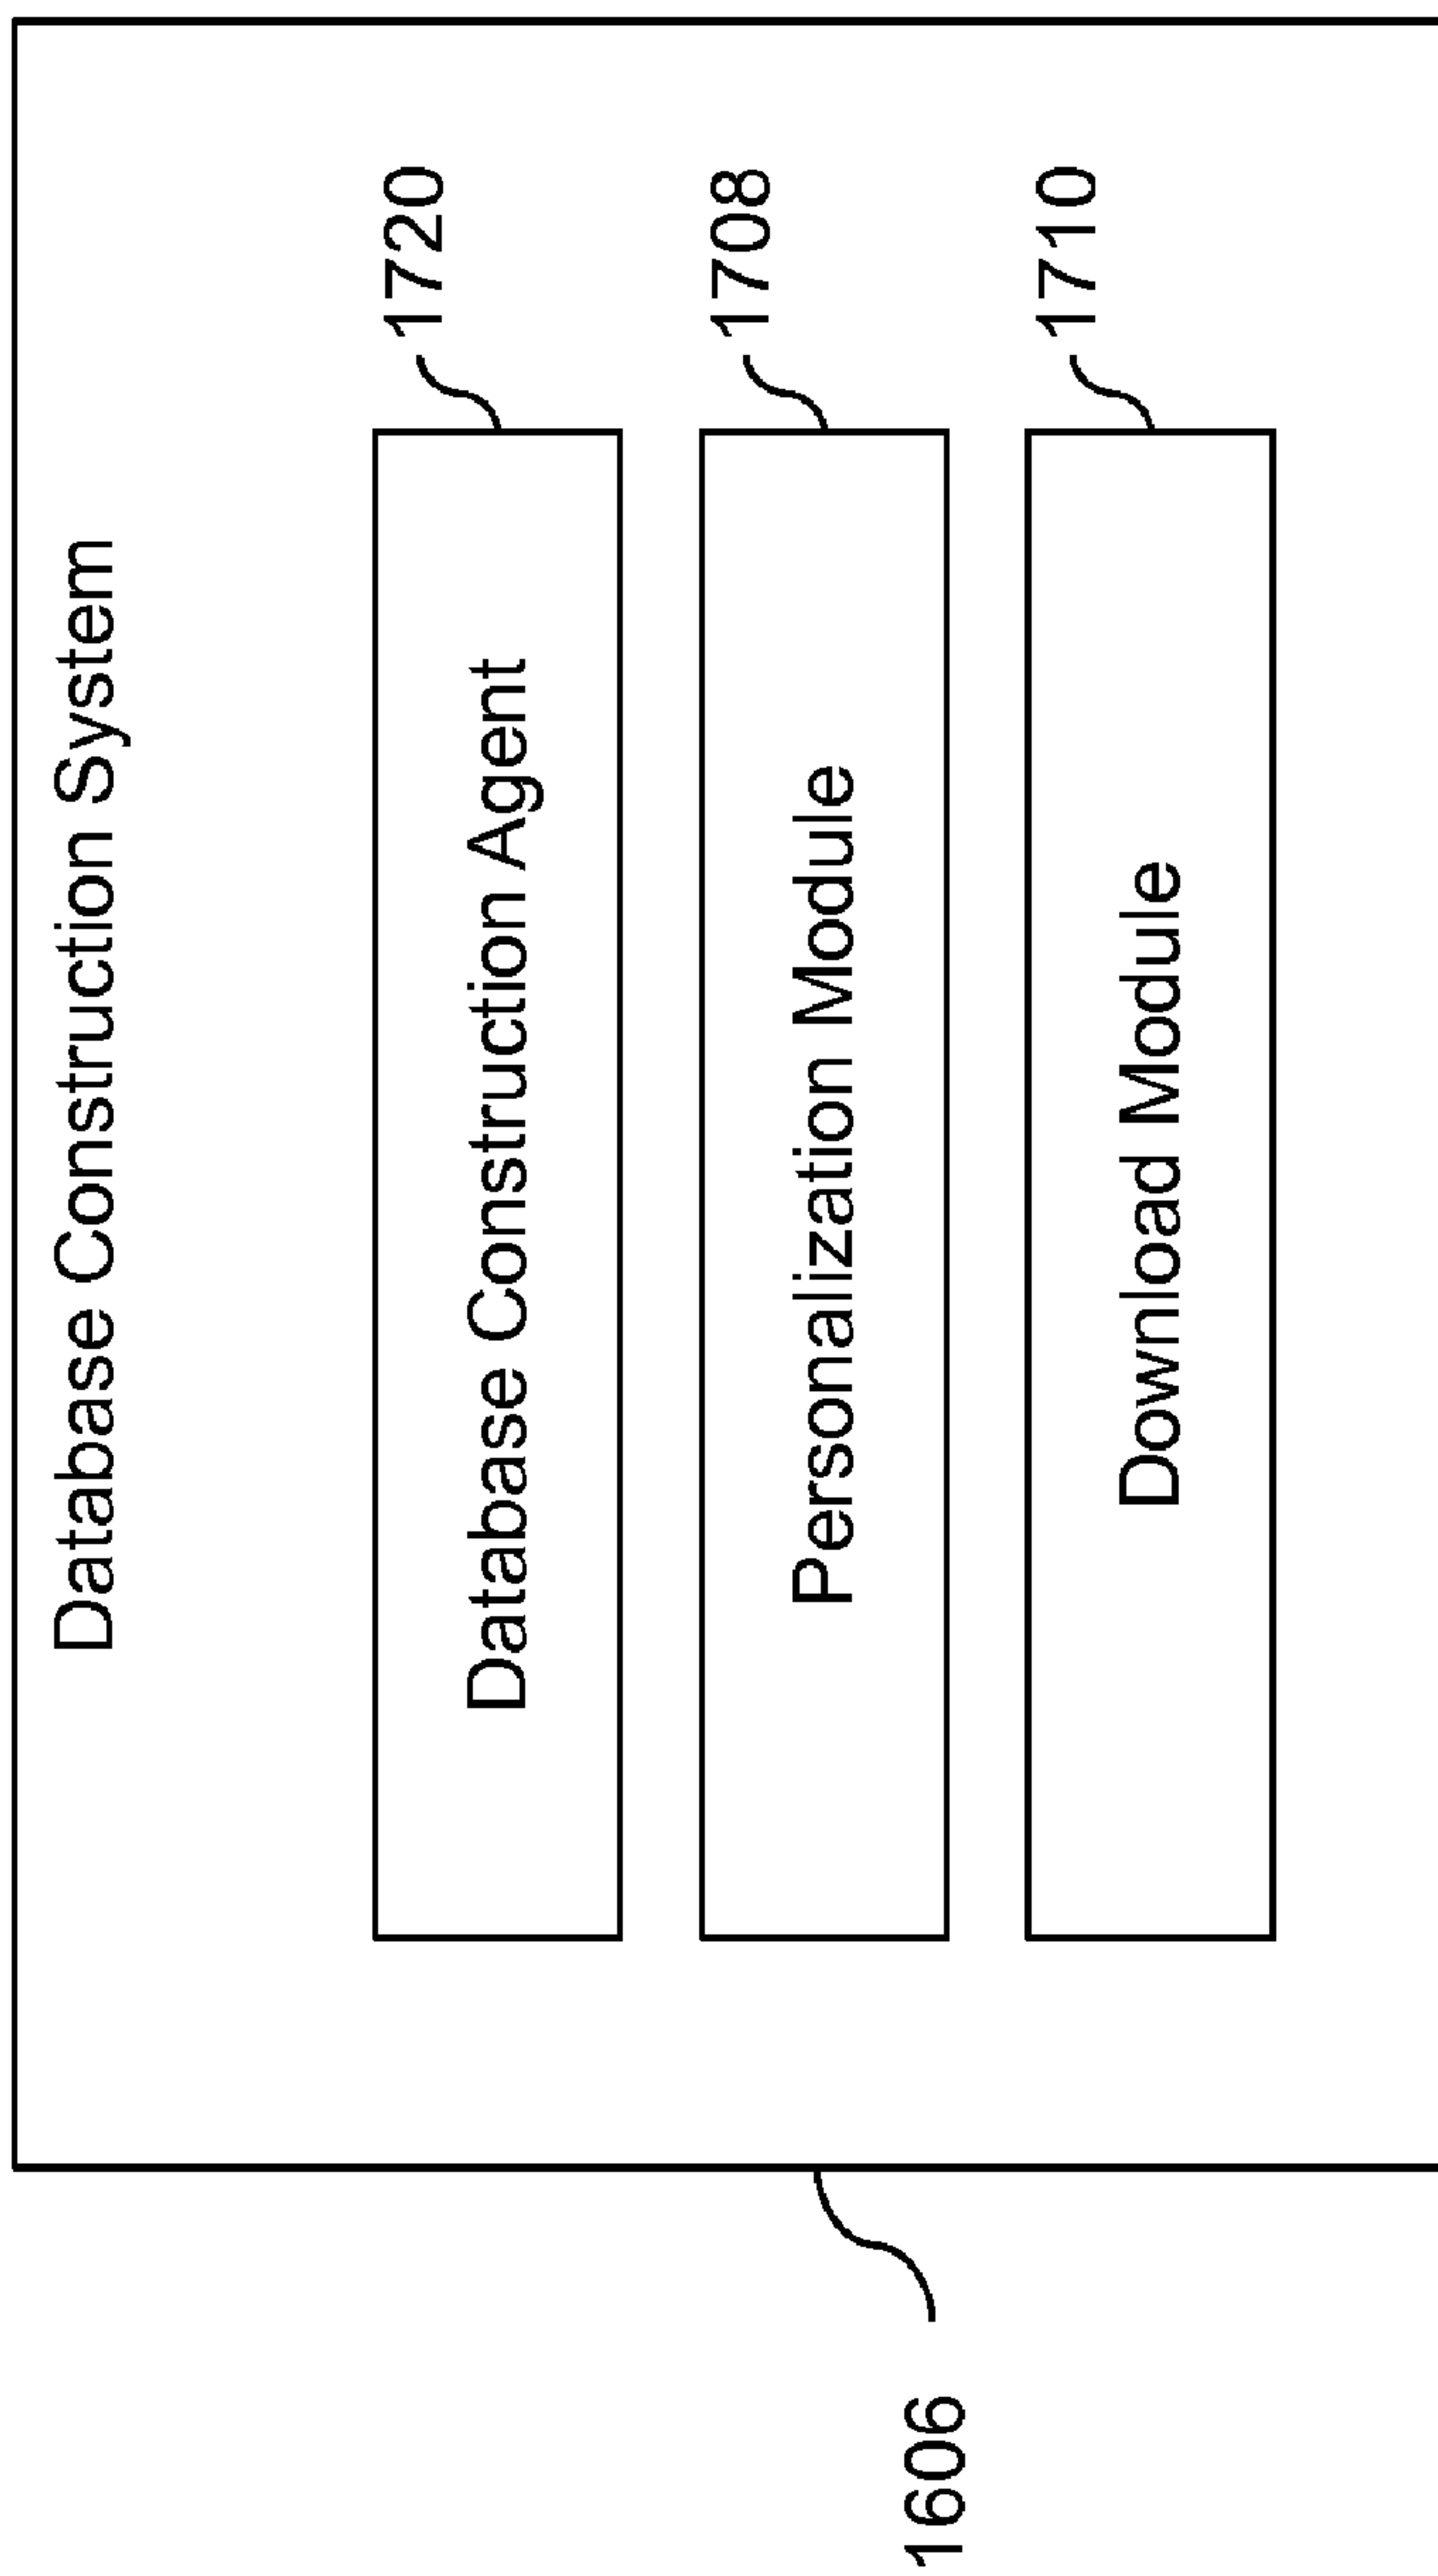 Database Construction System
Database Construction Agent
1720
Personalization Module
1708
Download Module
1710
1606